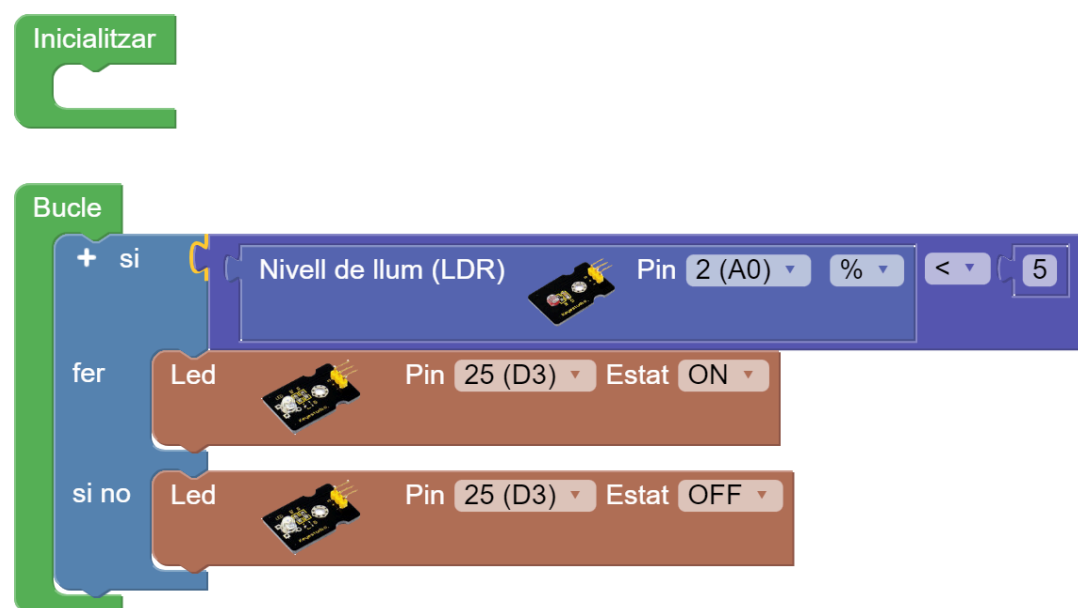 Inicialitzar
Bucle
+ si Nivell de llum (LDR) Pin 2 (A0) % < 5
fer Led Pin 25 (D3) Estat ON
si no Led Pin 25 (D3) Estat OFF